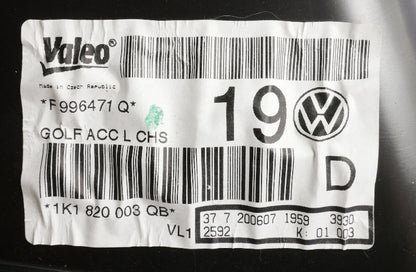 Valeo®
made in Czech Republic
*F 996471 Q*
19
GOLF ACC L CHS
D
*1K1 820 003 QB*
VL1
37 7 200607 1959 3930
2592 K: 01 003